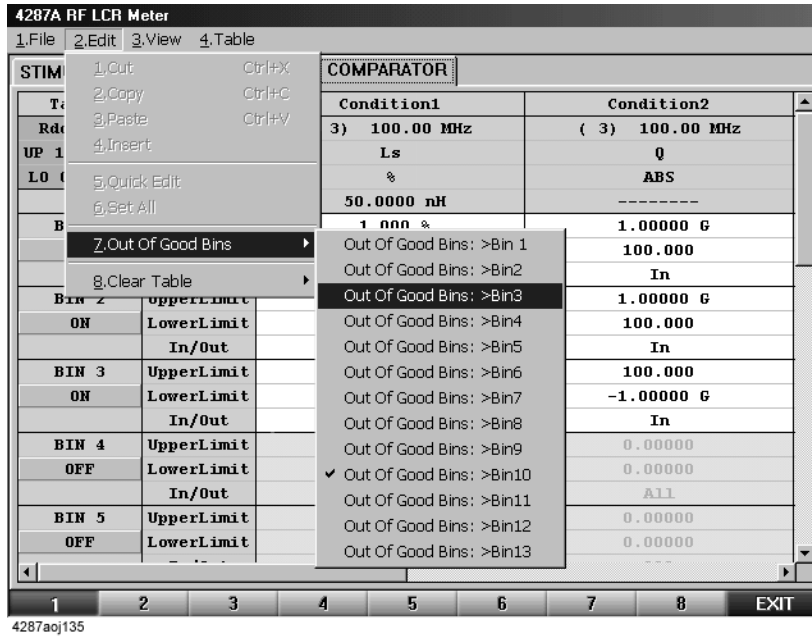 4287A RF LCR Meter
1.File 2.Edit 3.View 4.Table
STIM COMPARATOR
1.Cut Ctrl+X
2.Copy Ctrl+C
3.Paste Ctrl+V
4.Insert
5.Quick Edit
6.Set All
7.Out Of Good Bins
8.Clear Table
Condition1 Condition2
Rdc 3) 100.00 MHz ( 3) 100.00 MHz
UP 1 Ls Q
LO % ABS
50.0000 nH --------
B 1.000 % 1.00000 G
100.000
In
Out Of Good Bins: >Bin 1
Out Of Good Bins: >Bin2
Out Of Good Bins: >Bin3
Out Of Good Bins: >Bin4
Out Of Good Bins: >Bin5
Out Of Good Bins: >Bin6
Out Of Good Bins: >Bin7
Out Of Good Bins: >Bin8
Out Of Good Bins: >Bin9
Out Of Good Bins: >Bin10
Out Of Good Bins: >Bin11
Out Of Good Bins: >Bin12
Out Of Good Bins: >Bin13
BIN 2 UpperLimit 1.00000 G
ON LowerLimit 100.000
In/Out In
BIN 3 UpperLimit 100.000
ON LowerLimit -1.00000 G
In/Out In
BIN 4 UpperLimit 0.00000
OFF LowerLimit 0.00000
In/Out All
BIN 5 UpperLimit 0.00000
OFF LowerLimit 0.00000
1 2 3 4 5 6 7 8 EXIT
4287aoj135